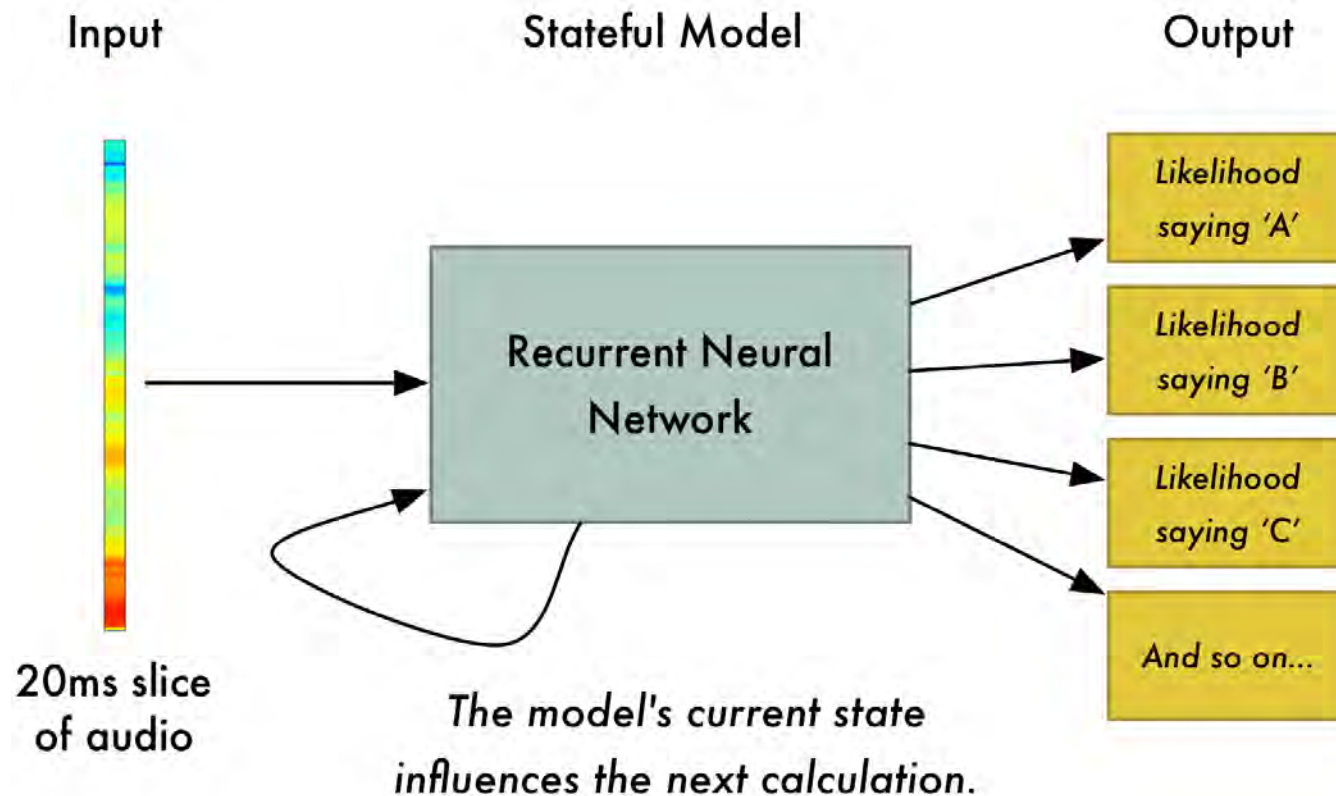 Input
Stateful Model
Output
20ms slice
of audio
Recurrent Neural
Network
The model's current state
influences the next calculation.
Likelihood
saying ‘A’
Likelihood
saying ‘B’
Likelihood
saying ‘C’
And so on...